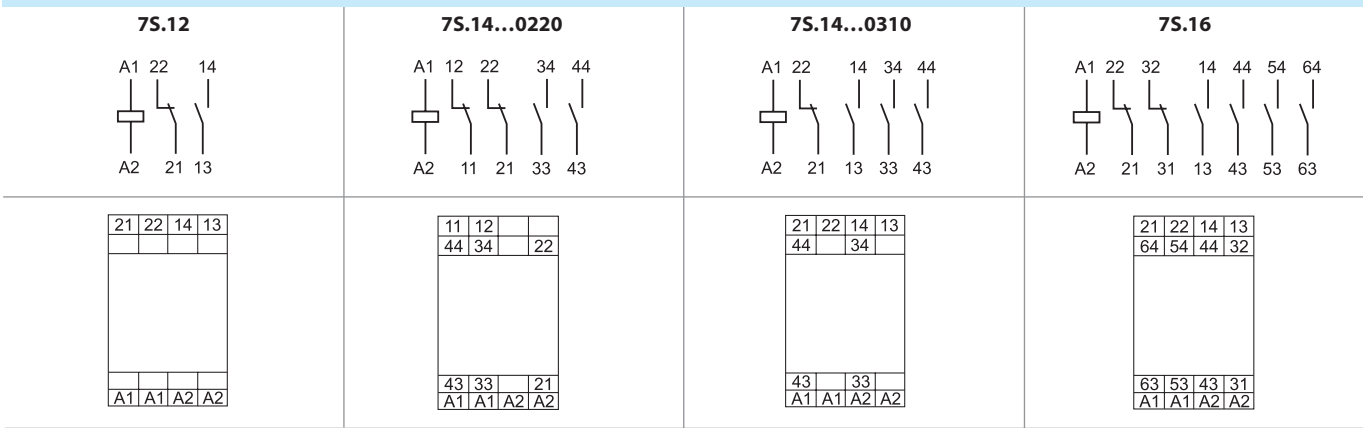 7S.12
A1 22 14
A2 21 13
21 22 14 13
A1 A1 A2 A2
7S.14...0220
A1 12 22 34 44
A2 11 21 33 43
11 12
44 34 22
43 33 21
A1 A1 A2 A2
7S.14...0310
A1 22 14 34 44
A2 21 13 33 43
21 22 14 13
44 34
43 33
A1 A1 A2 A2
7S.16
A1 22 32 14 44 54 64
A2 21 31 13 43 53 63
21 22 14 13
64 54 44 32
63 53 43 31
A1 A1 A2 A2